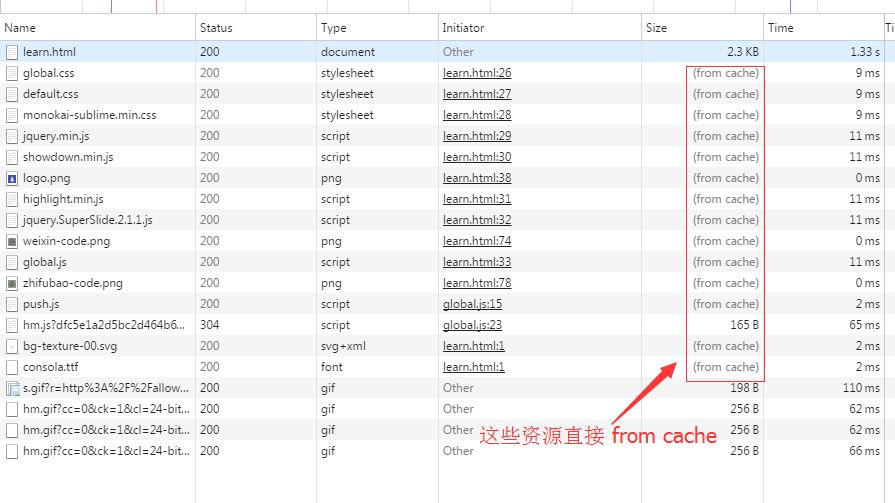 Name Status Type Initiator Size Time Ti
learn.html 200 document Other 2.3 KB 1.33 s
global.css 200 stylesheet learn.html:26 (from cache) 9 ms
default.css 200 stylesheet learn.html:27 (from cache) 9 ms
monokai-sublime.min.css 200 stylesheet learn.html:28 (from cache) 9 ms
jquery.min.js 200 script learn.html:29 (from cache) 11 ms
showdown.min.js 200 script learn.html:30 (from cache) 11 ms
logo.png 200 png learn.html:38 (from cache) 0 ms
highlight.min.js 200 script learn.html:31 (from cache) 11 ms
jquery.SuperSlide.2.1.1.js 200 script learn.html:32 (from cache) 11 ms
weixin-code.png 200 png learn.html:74 (from cache) 0 ms
global.js 200 script learn.html:33 (from cache) 11 ms
zhifubao-code.png 200 png learn.html:78 (from cache) 0 ms
push.js 200 script global.js:15 (from cache) 2 ms
hm.js?dfc5e1a2d5bc2d464b6... 304 script global.js:23 165 B 65 ms
bg-texture-00.svg 200 svg+xml learn.html:1 (from cache) 2 ms
consola.ttf 200 font learn.html:1 (from cache) 2 ms
s.gif?r=http%3A%2F%2Fallow... 200 gif Other 198 B 110 ms
hm.gif?cc=0&ck=1&cl=24-bit... 200 gif Other 256 B 62 ms
hm.gif?cc=0&ck=1&cl=24-bit... 200 gif Other 256 B 62 ms
hm.gif?cc=0&ck=1&cl=24-bit... 200 gif Other 256 B 66 ms
这些资源直接 from cache